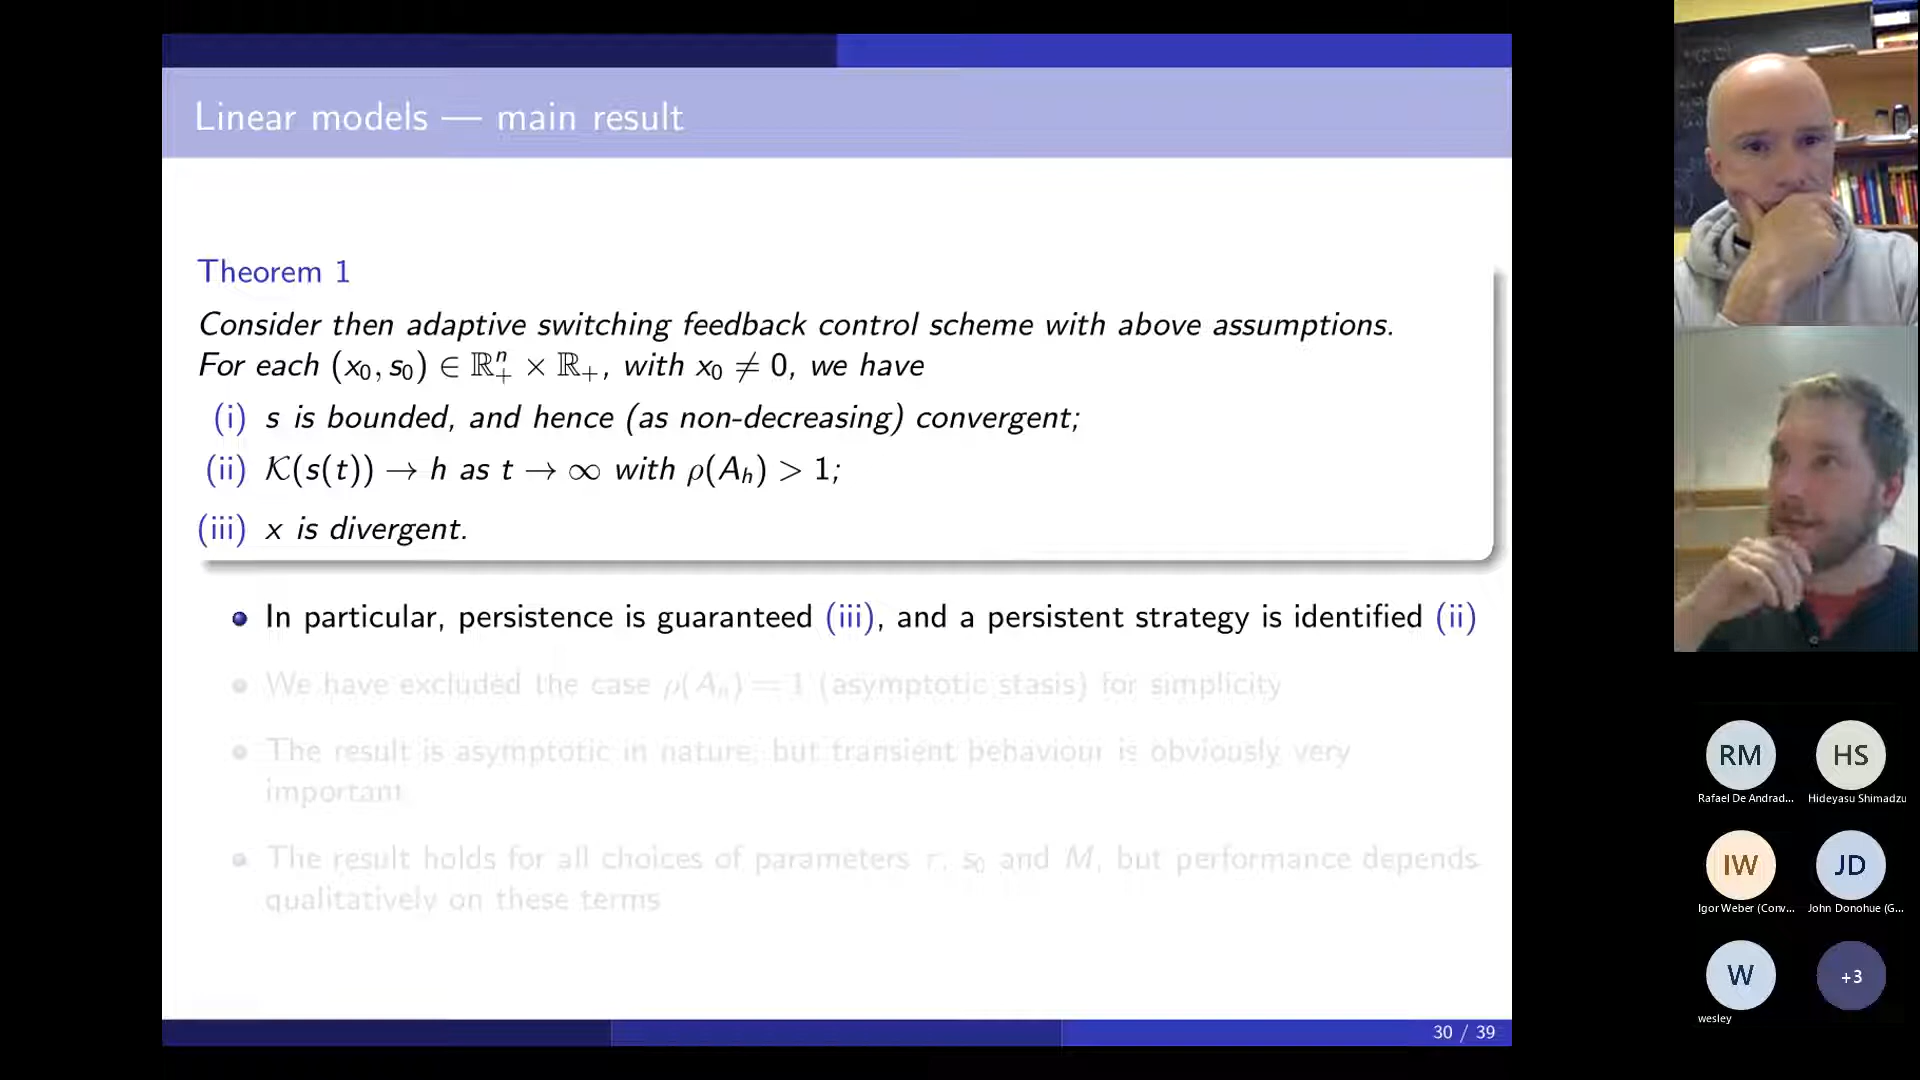 Linear models — main result
Theorem 1
Consider then adaptive switching feedback control scheme with above assumptions.
For each (x₀, s₀) ∈ ℝⁿ₊ × ℝ₊, with x₀ ≠ 0, we have
(i) s is bounded, and hence (as non-decreasing) convergent;
(ii) 𝒦(s(t)) → h as t → ∞ with ρ(Aₕ) > 1;
(iii) x is divergent.
In particular, persistence is guaranteed (iii), and a persistent strategy is identified (ii)
We have excluded the case ρ(Aₕ) = 1 (asymptotic stasis) for simplicity
The result is asymptotic in nature, but transient behaviour is obviously very
important
The result holds for all choices of parameters r, s₀ and M, but performance depends
qualitatively on these terms
30 / 39
RM
HS
Rafael De Andrad...
Hideyasu Shimadzu
IW
JD
Igor Weber (Conv...
John Donohue (G...
W
+3
wesley